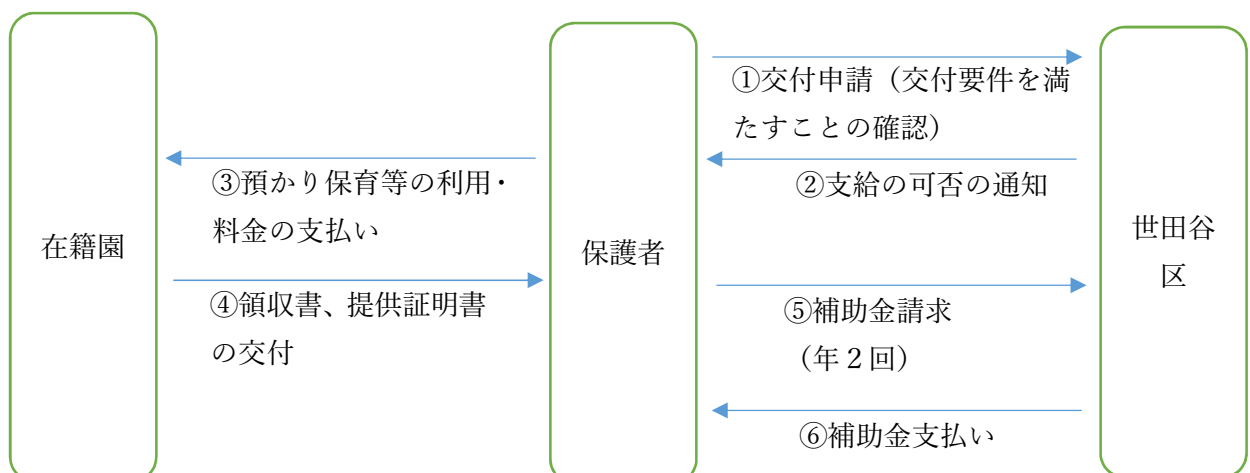 ①交付申請（交付要件を満
たすことの確認）
②支給の可否の通知
③預かり保育等の利用・
料金の支払い
在籍園
保護者
世田谷
区
④領収書、提供証明書
の交付
⑤補助金請求
（年２回）
⑥補助金支払い